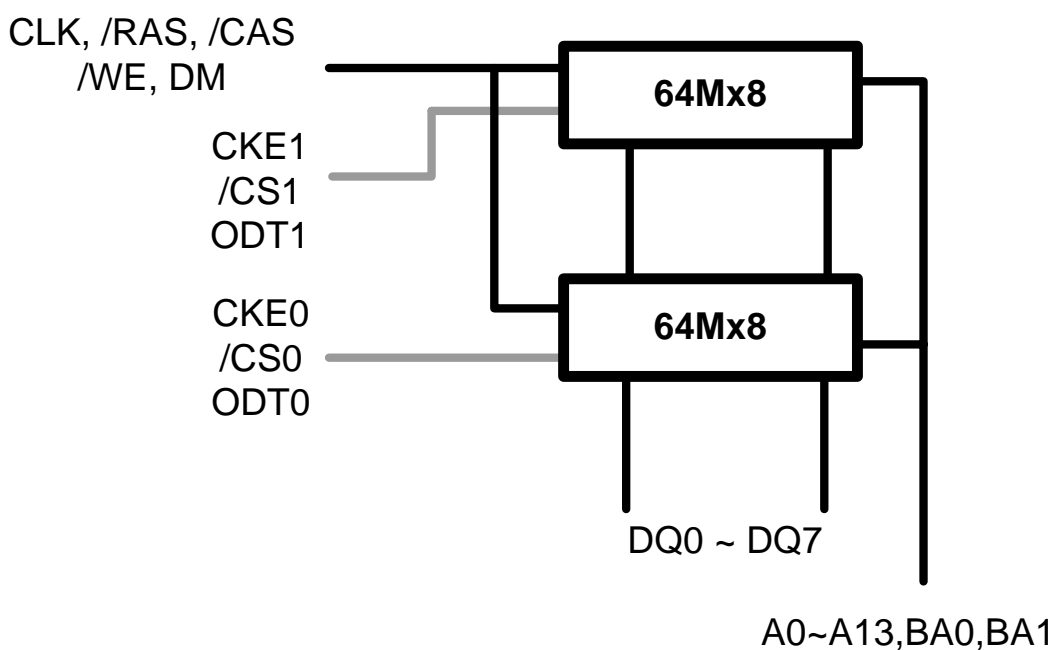 CLK, /RAS, /CAS
/WE, DM
64Mx8
CKE1
/CS1
ODT1
CKE0
/CS0
ODT0
64Mx8
DQ0 ~ DQ7
A0~A13,BA0,BA1